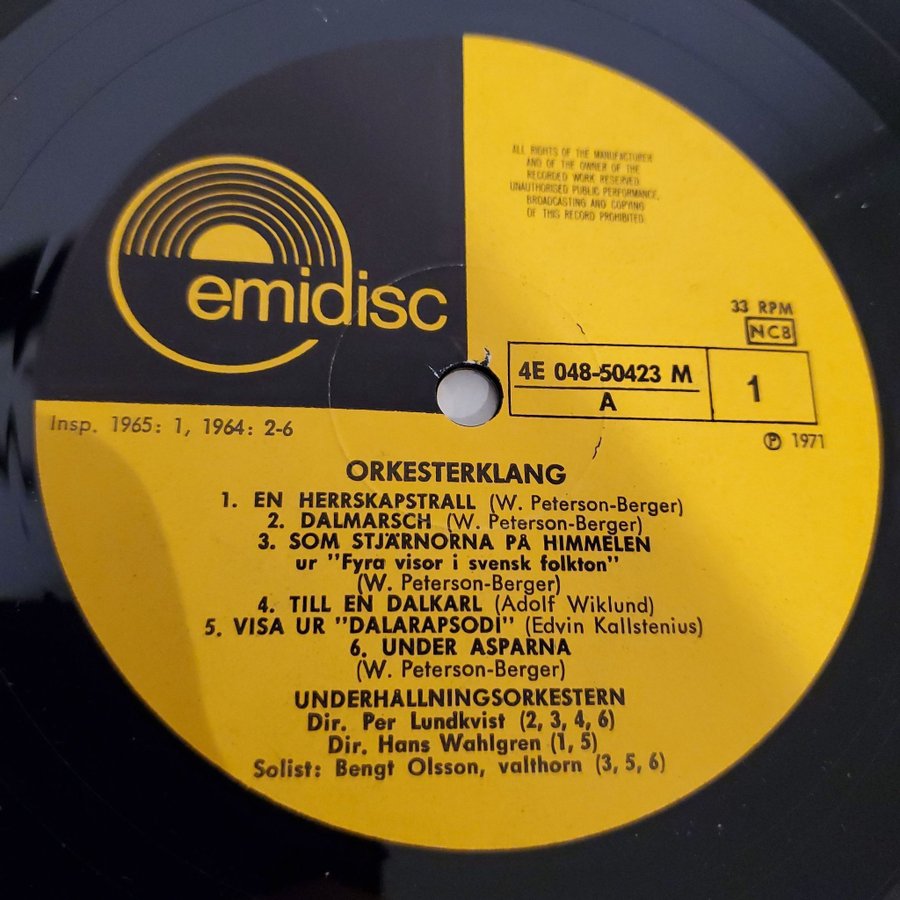 ALL RIGHTS OF THE MANUFACTURER
AND OF THE OWNER OF THE
RECORDED WORK RESERVED.
UNAUTHORISED PUBLIC PERFORMANCE,
BROADCASTING AND COPYING
OF THIS RECORD PROHIBITED.
emidisc
33 RPM
NCB
4E 048-50423 M
A
1
Insp. 1965: 1, 1964: 2-6
Ⓟ 1971
ORKESTERKLANG
1. EN HERRSKAPSTRALL (W. Peterson-Berger)
2. DALMARSCH (W. Peterson-Berger)
3. SOM STJÄRNORNA PÅ HIMMELEN
ur "Fyra visor i svensk folkton"
(W. Peterson-Berger)
4. TILL EN DALKARL (Adolf Wiklund)
5. VISA UR "DALARAPSODI" (Edvin Kallstenius)
6. UNDER ASPARNA
(W. Peterson-Berger)
UNDERHÅLLNINGSORKESTERN
Dir. Per Lundkvist (2, 3, 4, 6)
Dir. Hans Wahlgren (1, 5)
Solist: Bengt Olsson, valthorn (3, 5, 6)